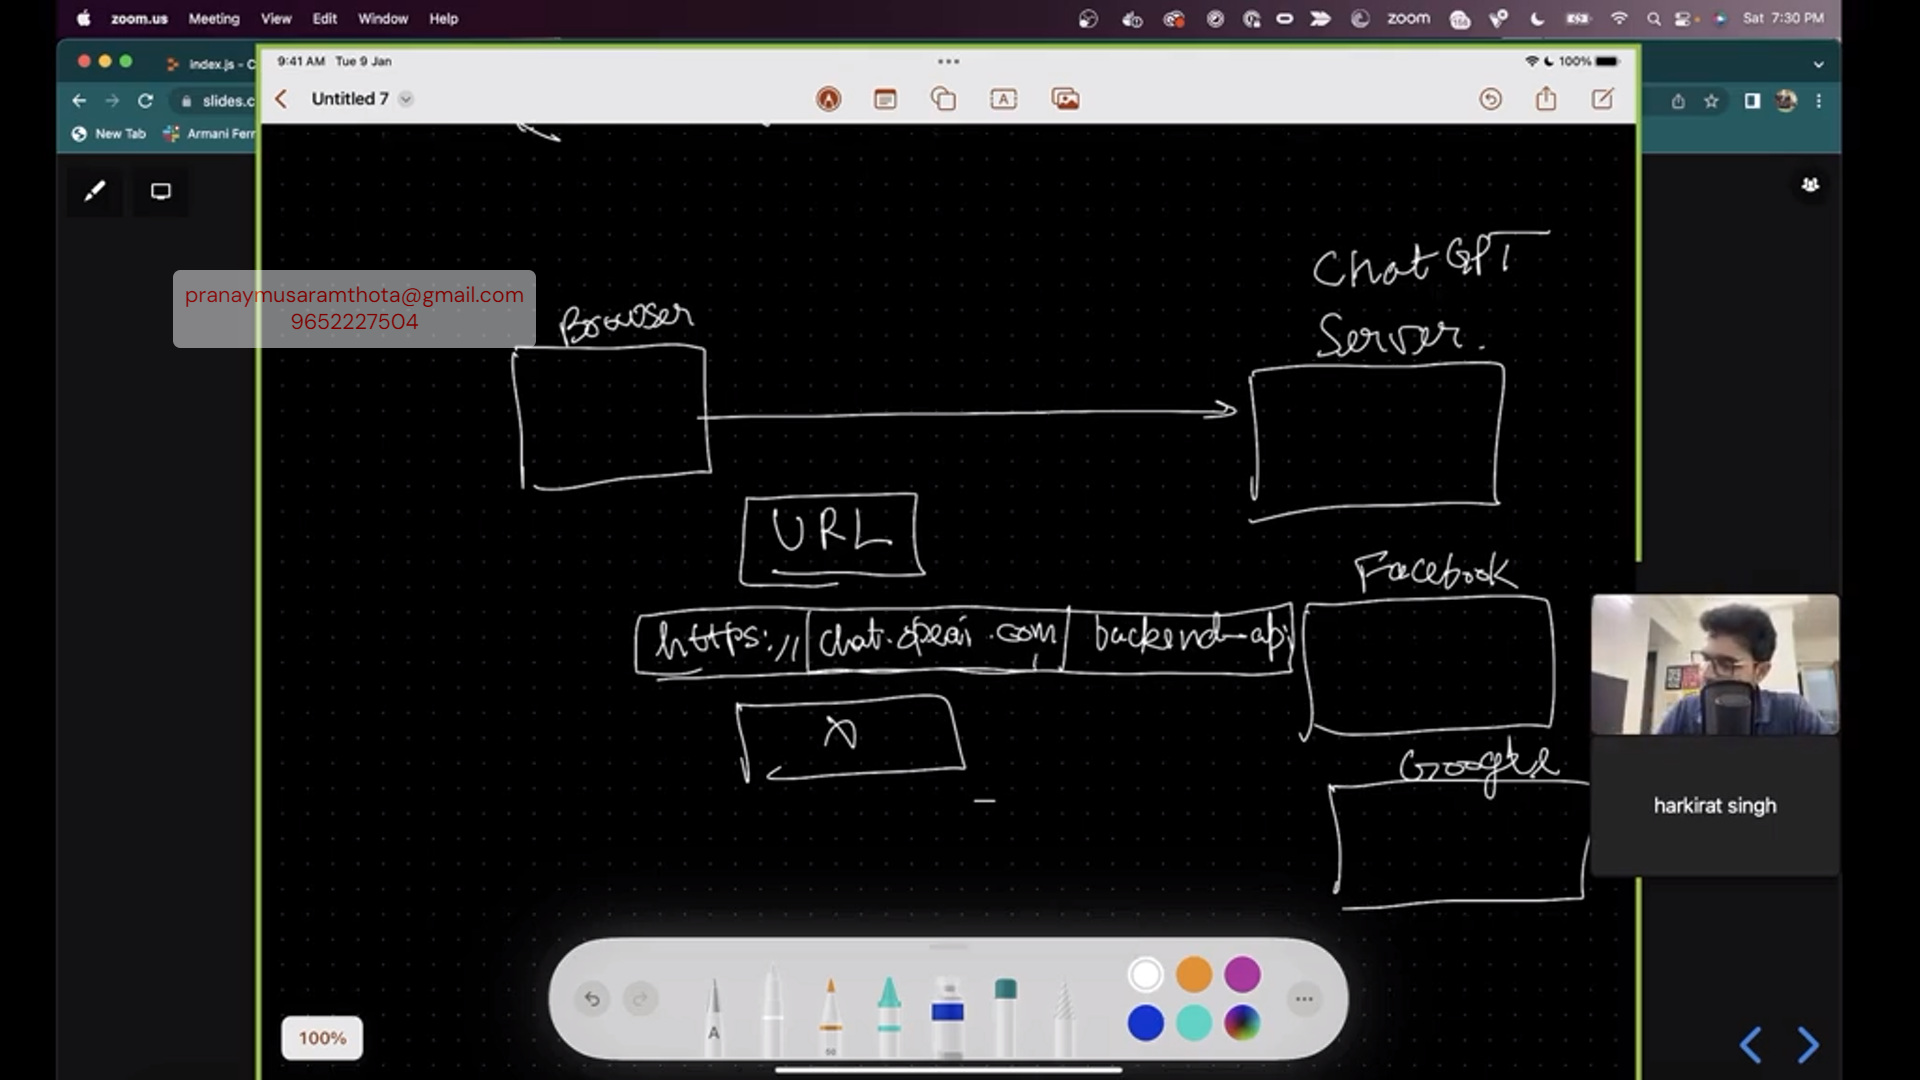 zoom.us Meeting View Edit Window Help
zoom
Sat 7:30 PM
index.js - C
slides.c
New Tab Armani Ferr
9:41 AM Tue 9 Jan
100%
Untitled 7
ChatGPT
Server.
pranaymusaramthota@gmail.com
9652227504
Browser
URL
Facebook
https:// chat.openai.com backend-api
Google
harkirat singh
A
50
100%